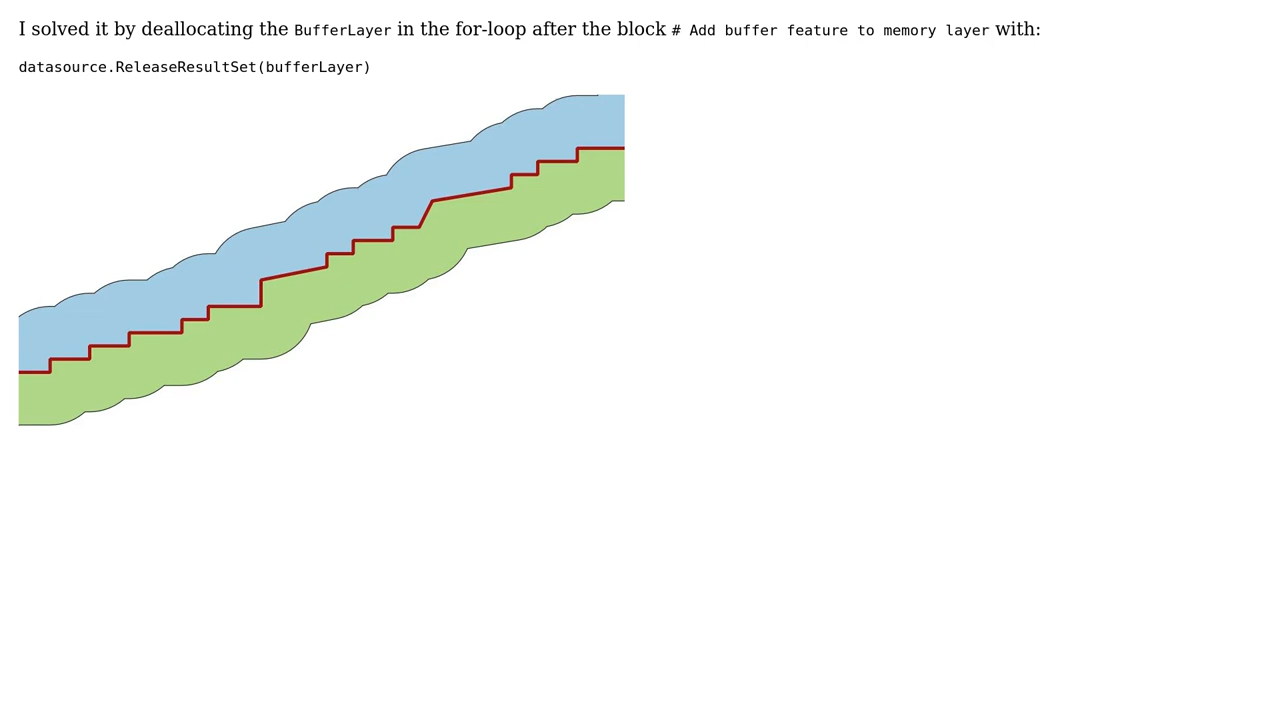 I solved it by deallocating the BufferLayer in the for-loop after the block # Add buffer feature to memory layer with:
datasource.ReleaseResultSet(bufferLayer)